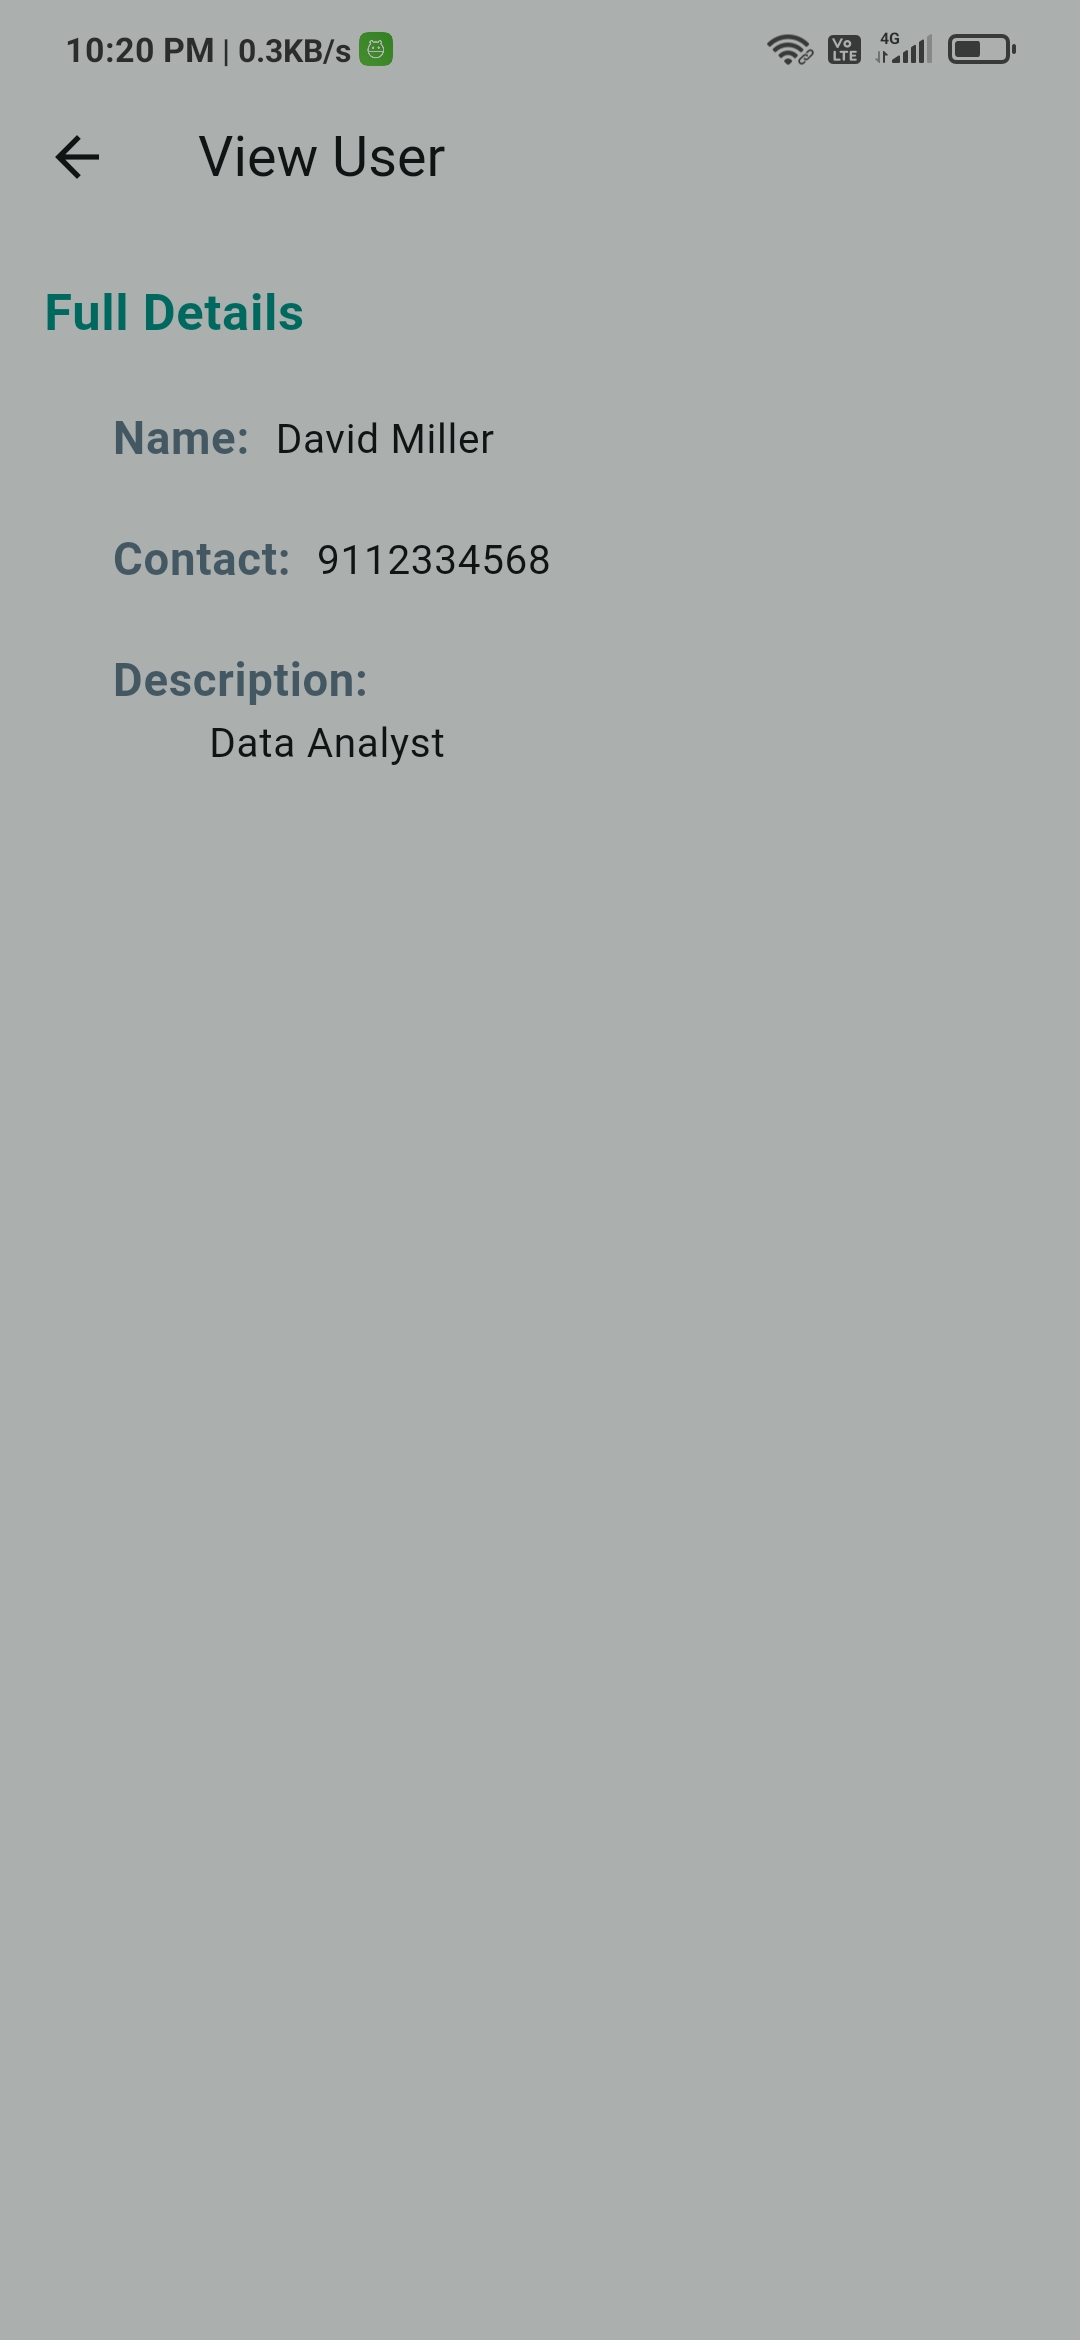 10:20 PM | 0.3KB/s
Vo LTE 4G
View User
Full Details
Name: David Miller
Contact: 9112334568
Description:
Data Analyst